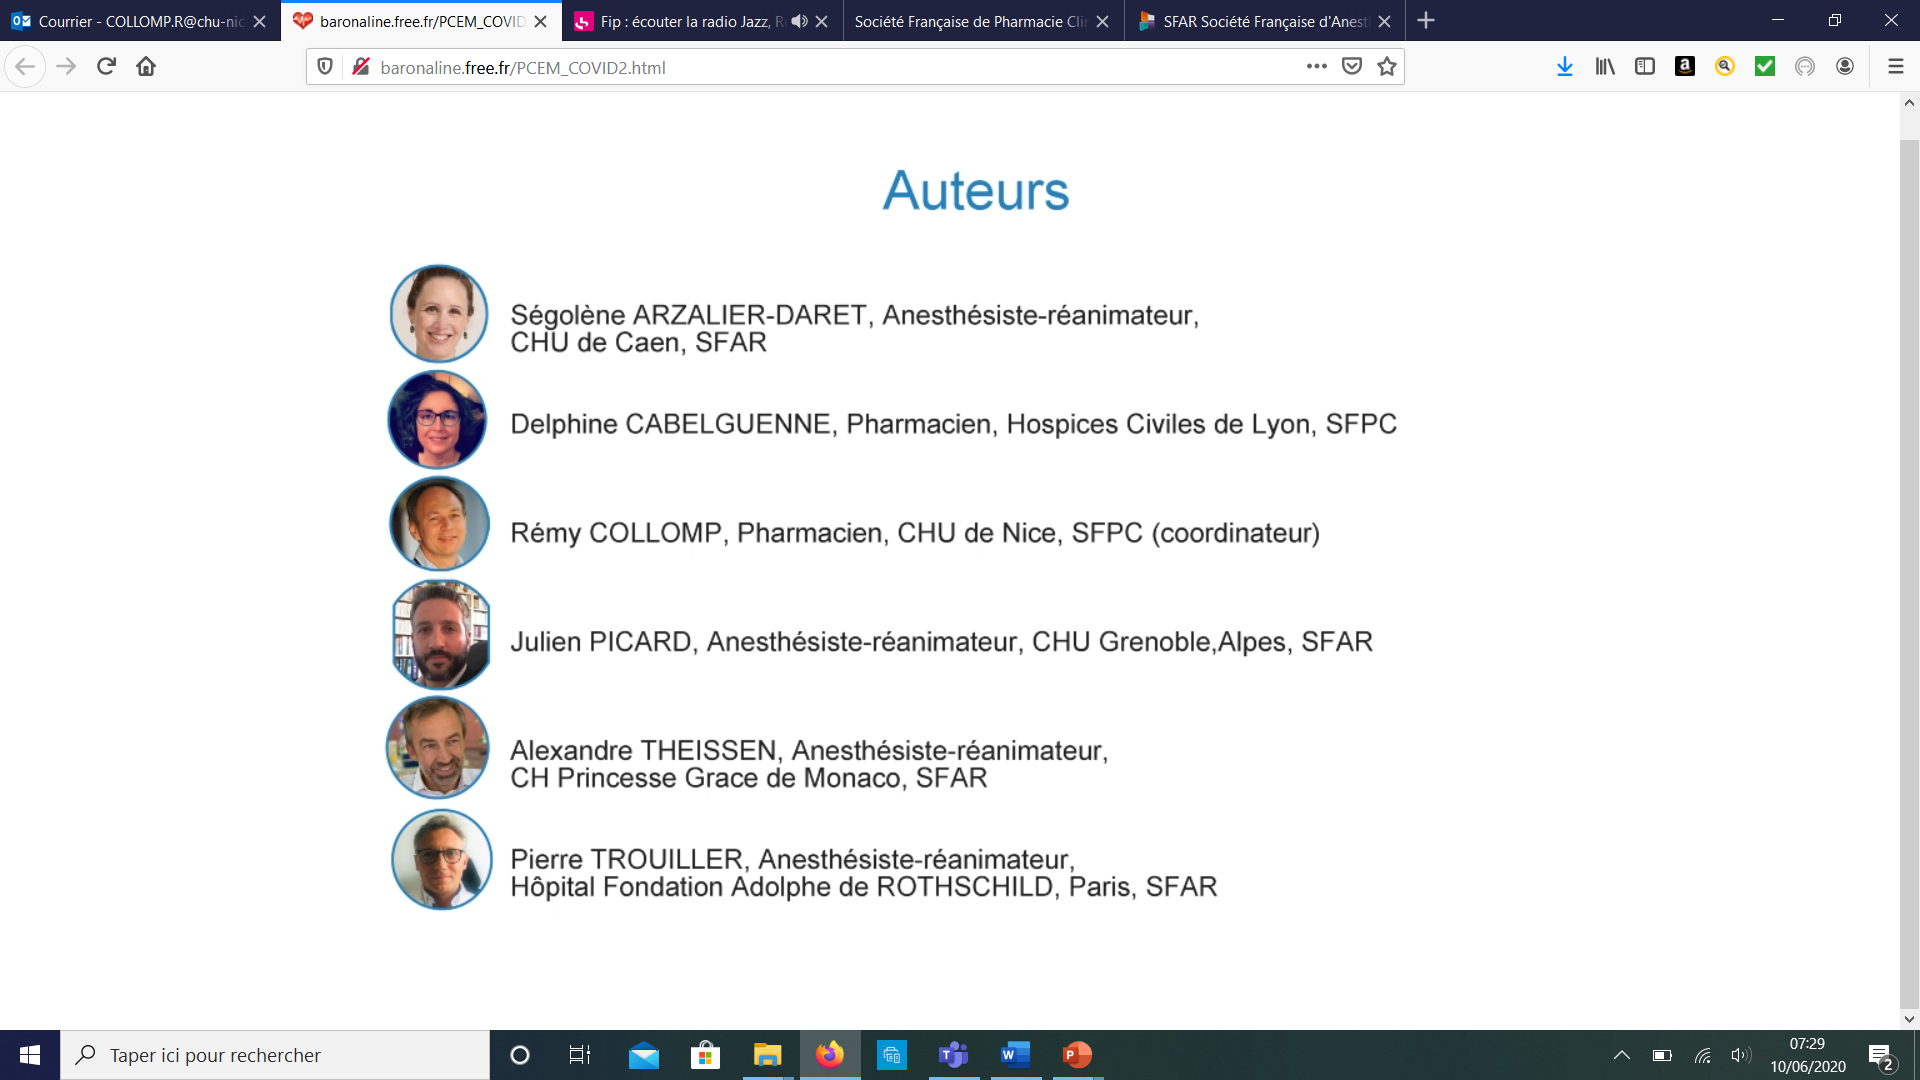 Courrier - COLLOMP.R@chu-nic
baronaline.free.fr/PCEM_COVID
Fip : écouter la radio Jazz, R
Société Française de Pharmacie Clin
SFAR Société Française d'Anest
baronaline.free.fr/PCEM_COVID2.html
Auteurs
Ségolène ARZALIER-DARET, Anesthésiste-réanimateur,
CHU de Caen, SFAR
Delphine CABELGUENNE, Pharmacien, Hospices Civiles de Lyon, SFPC
Rémy COLLOMP, Pharmacien, CHU de Nice, SFPC (coordinateur)
Julien PICARD, Anesthésiste-réanimateur, CHU Grenoble,Alpes, SFAR
Alexandre THEISSEN, Anesthésiste-réanimateur,
CH Princesse Grace de Monaco, SFAR
Pierre TROUILLER, Anesthésiste-réanimateur,
Hôpital Fondation Adolphe de ROTHSCHILD, Paris, SFAR
Taper ici pour rechercher
07:29
10/06/2020
2